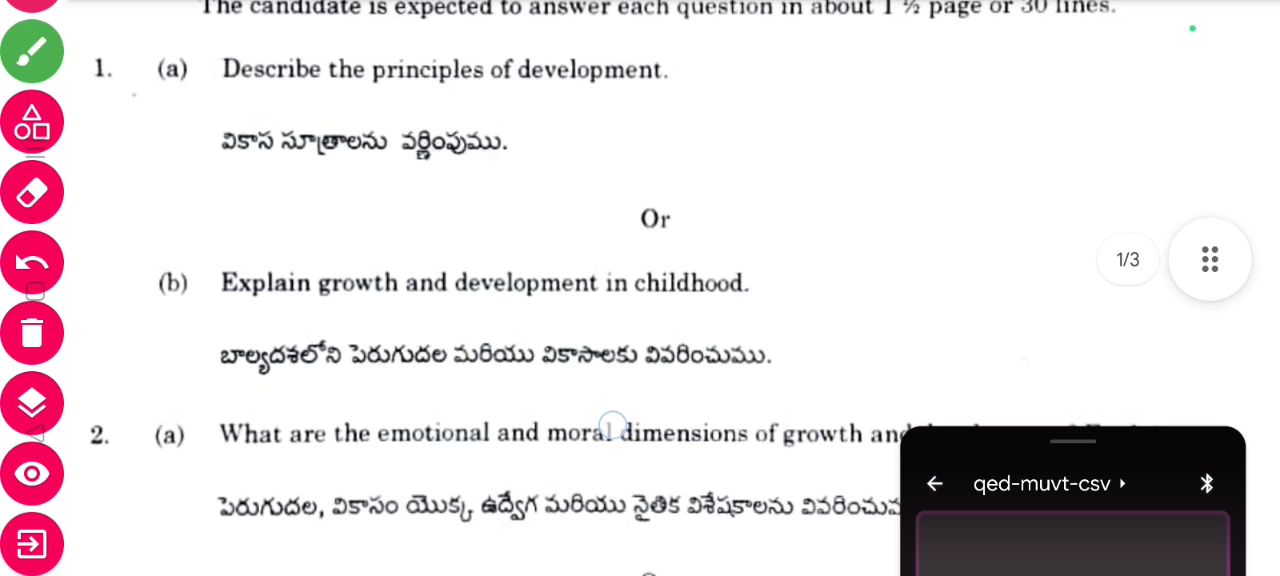 The candidate is expected to answer each question in about 1 ½ page or 30 lines.
1. (a) Describe the principles of development.
వికాస సూత్రాలను వర్ణింపుము.
Or
(b) Explain growth and development in childhood.
బాల్యదశలోని పెరుగుదల మరియు వికాసాలకు వివరించుము.
1/3
2. (a) What are the emotional and moral dimensions of growth and
పెరుగుదల, వికాసం యొక్క ఉద్వేగ మరియు నైతిక విశేషకాలను
qed-muvt-csv